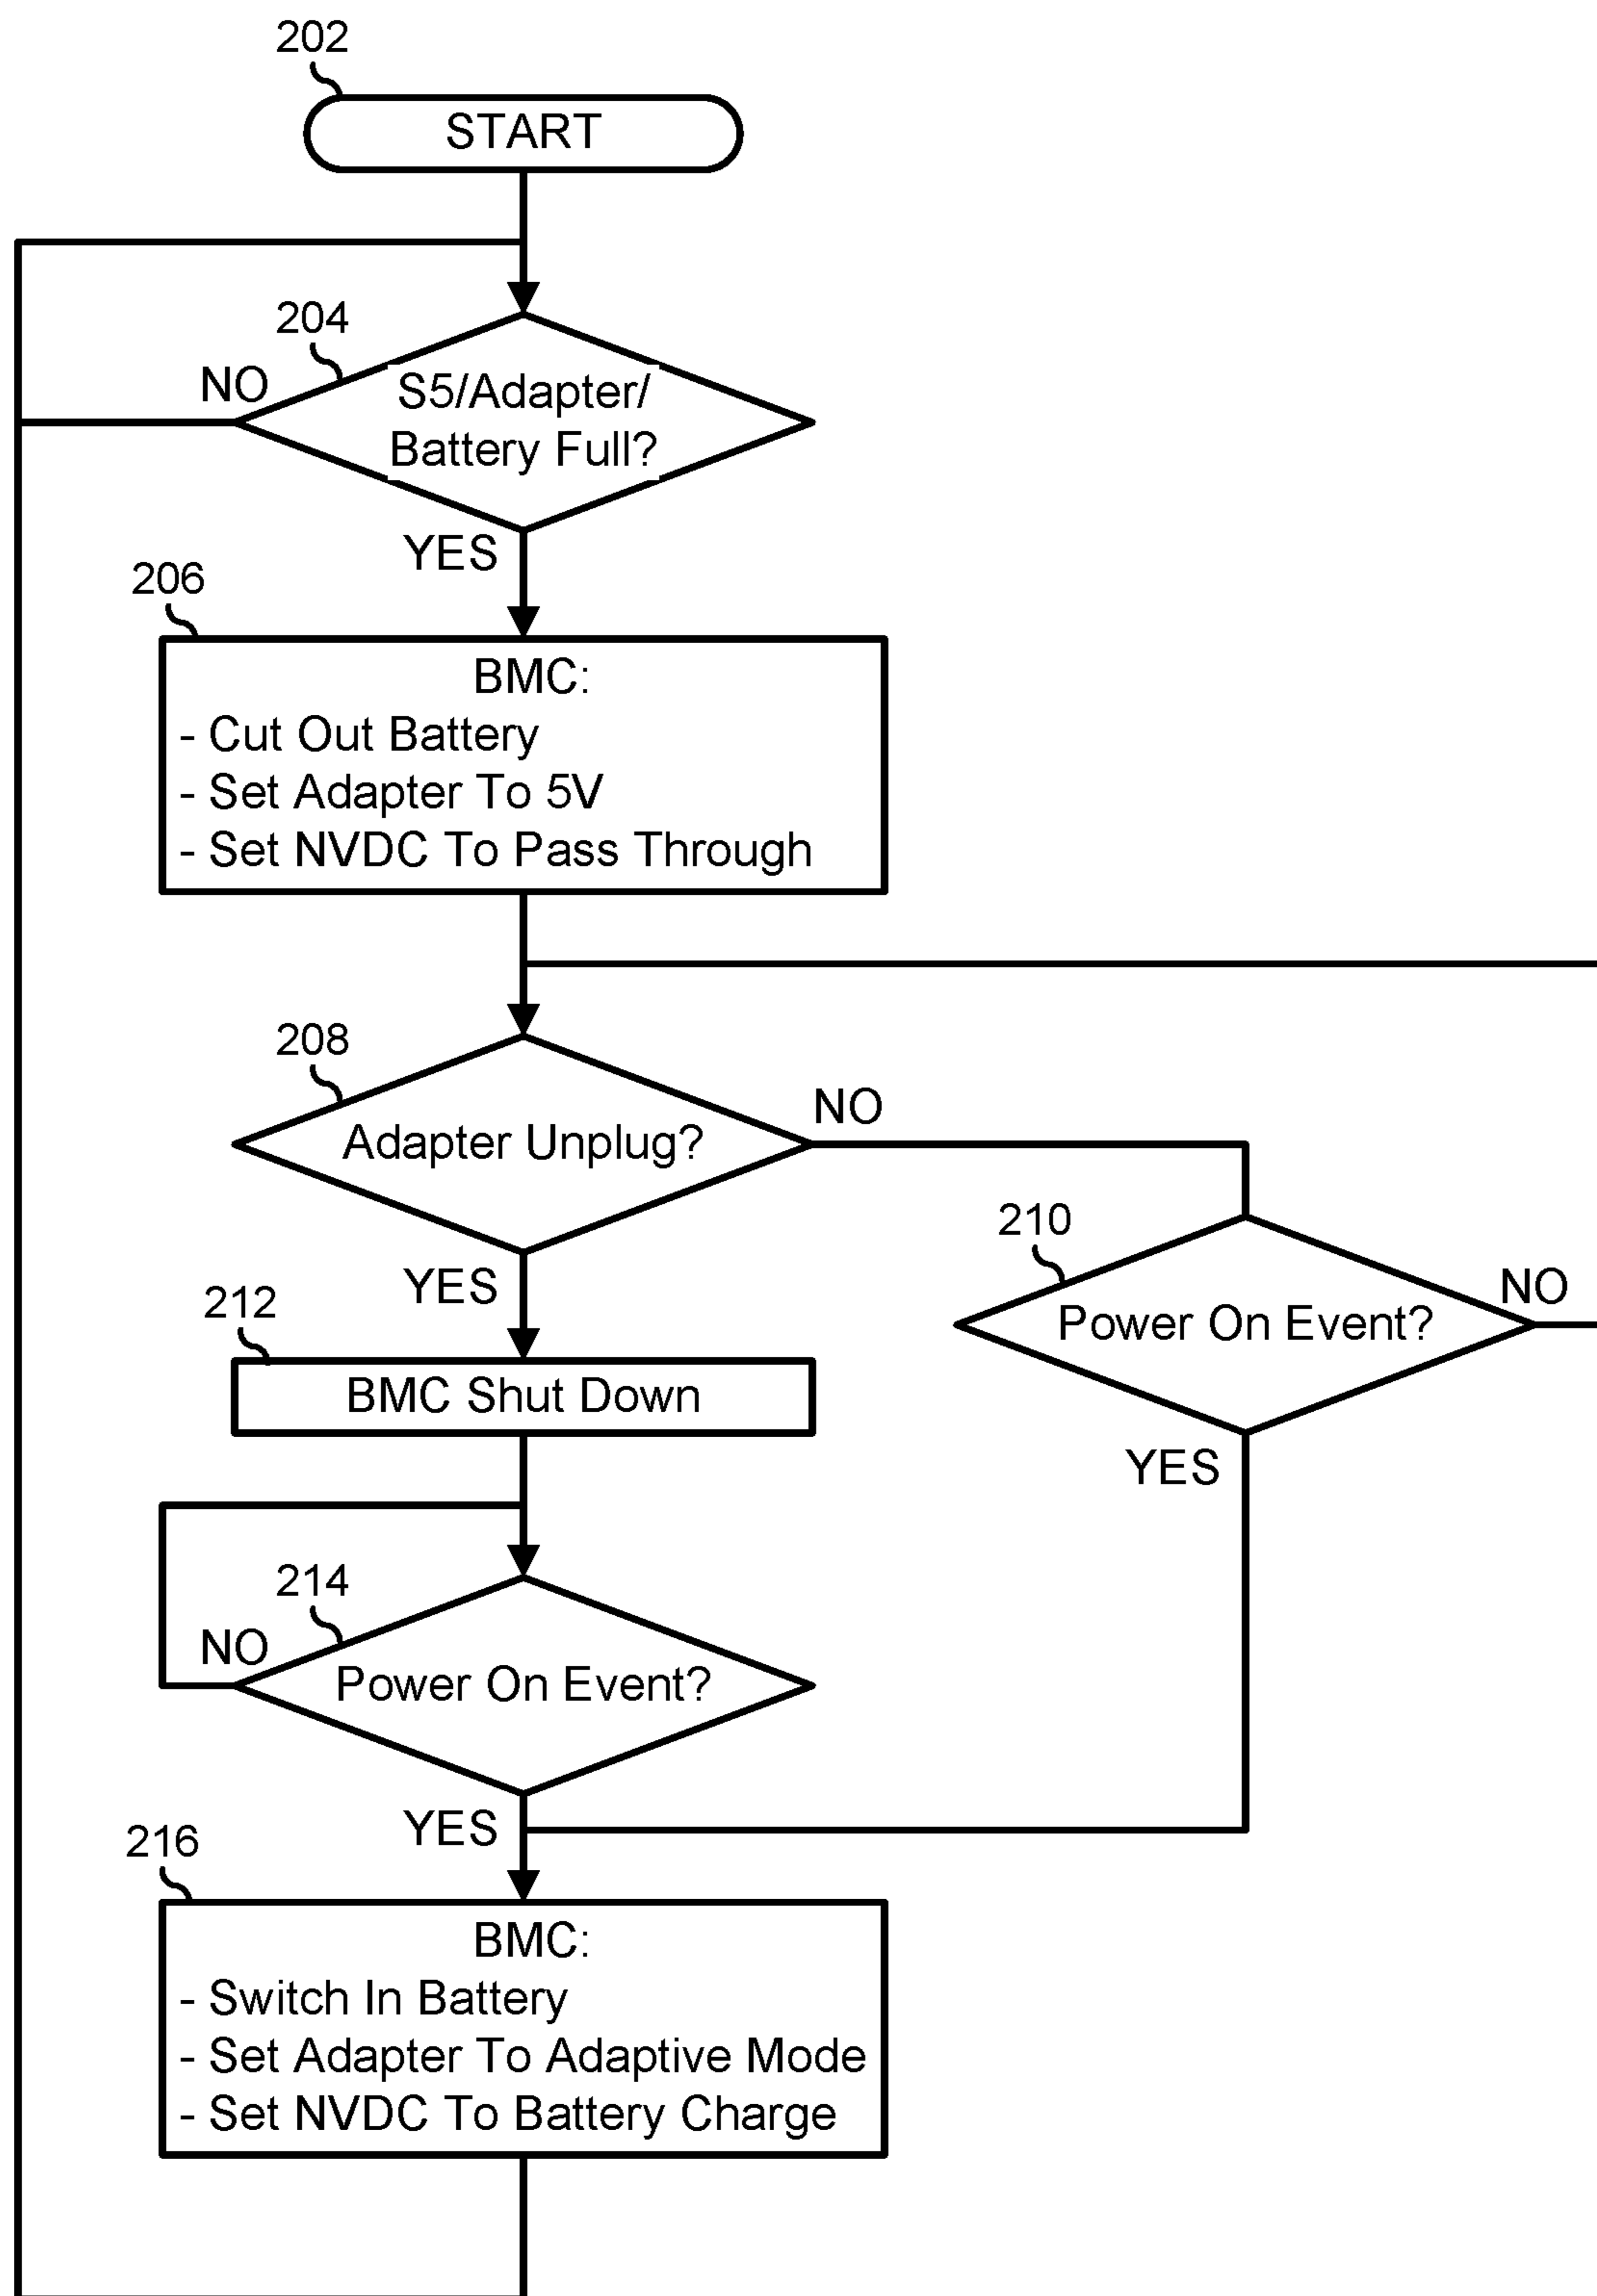 202
START
204
NO
S5/Adapter/
Battery Full?
YES
206
BMC:
- Cut Out Battery
- Set Adapter To 5V
- Set NVDC To Pass Through
208
NO
Adapter Unplug?
210
NO
YES
Power On Event?
212
BMC Shut Down
YES
214
NO
Power On Event?
YES
216
BMC:
- Switch In Battery
- Set Adapter To Adaptive Mode
- Set NVDC To Battery Charge